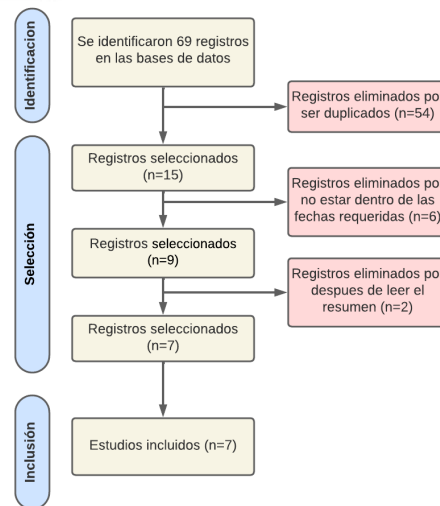 Identificacion
Se identificaron 69 registros
en las bases de datos
Registros eliminados po
ser duplicados (n=54)
Selección
Registros seleccionados
(n=15)
Registros eliminados po
no estar dentro de las
fechas requeridas (n=6)
Registros seleccionados
(n=9)
Registros eliminados po
despues de leer el
resumen (n=2)
Registros seleccionados
(n=7)
Inclusión
Estudios incluidos (n=7)